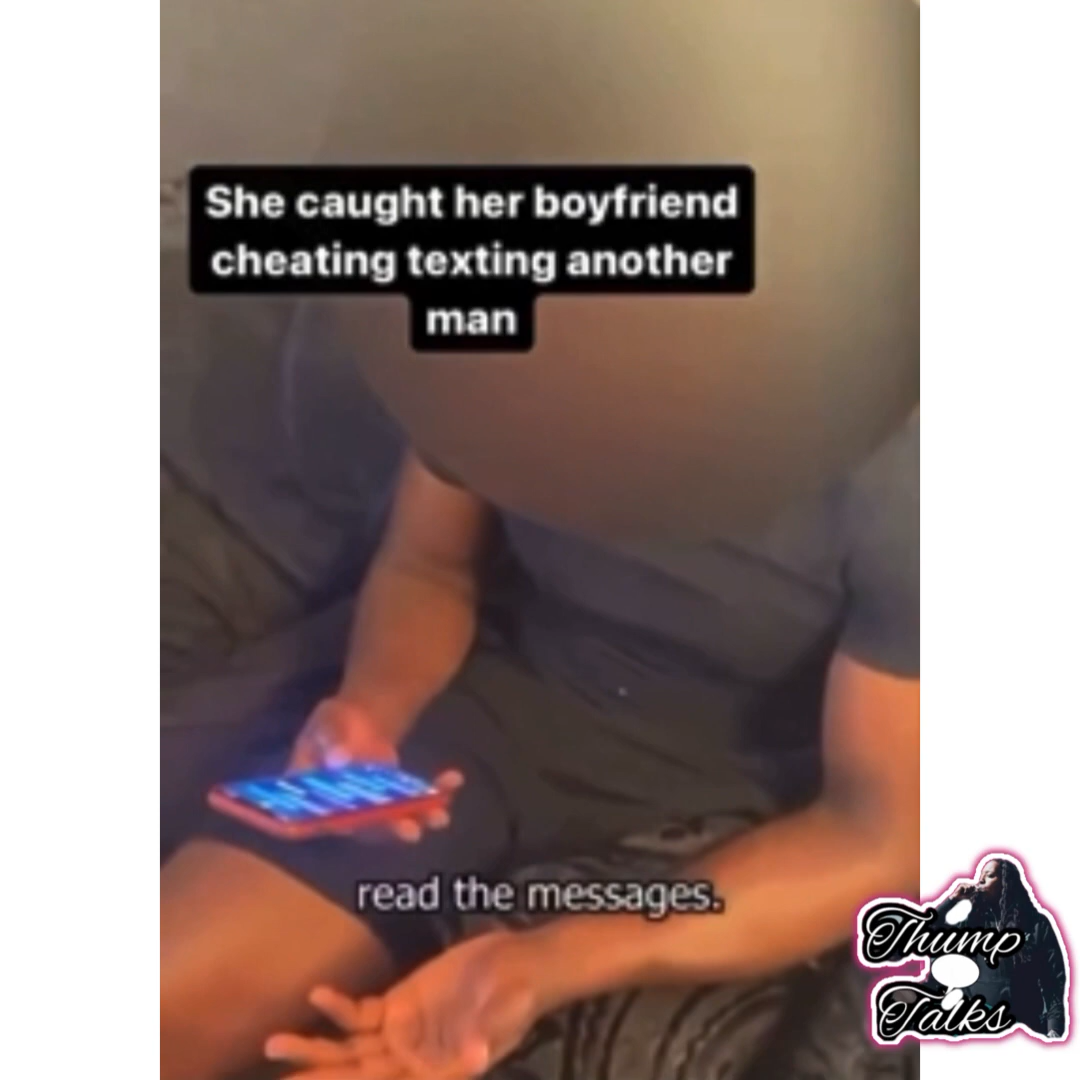 She caught her boyfriend
cheating texting another
man
read the messages.
Thump
Talks